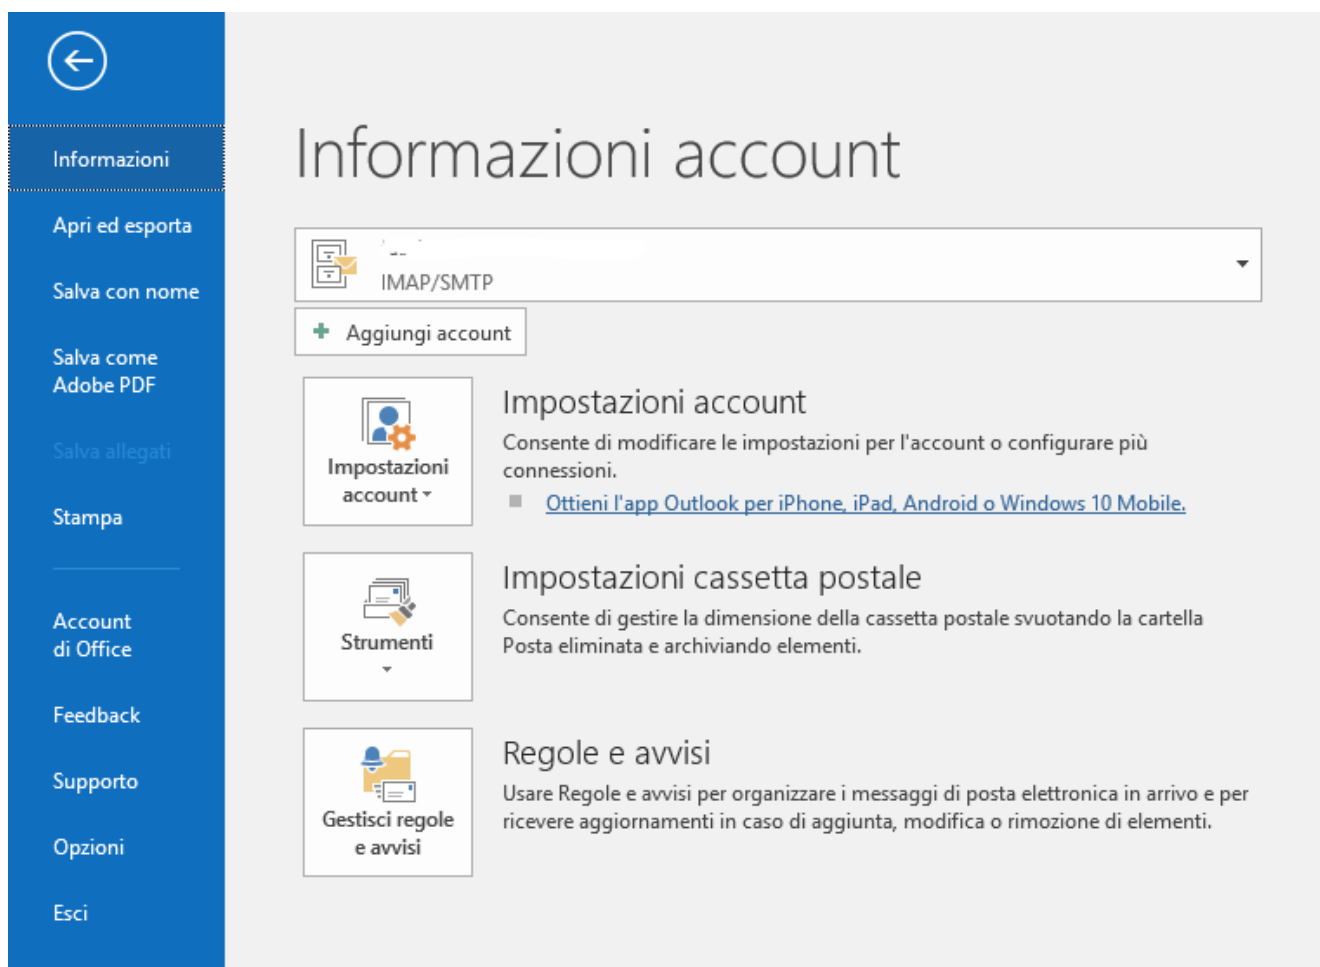 Informazioni
Apri ed esporta
Salva con nome
Salva come
Adobe PDF
Salva allegati
Stampa
Account
di Office
Feedback
Supporto
Opzioni
Esci
Informazioni account
IMAP/SMTP
Aggiungi account
Impostazioni
account
Impostazioni account
Consente di modificare le impostazioni per l'account o configurare più
connessioni.
Ottieni l'app Outlook per iPhone, iPad, Android o Windows 10 Mobile.
Strumenti
Impostazioni cassetta postale
Consente di gestire la dimensione della cassetta postale svuotando la cartella
Posta eliminata e archiviando elementi.
Gestisci regole
e avvisi
Regole e avvisi
Usare Regole e avvisi per organizzare i messaggi di posta elettronica in arrivo e per
ricevere aggiornamenti in caso di aggiunta, modifica o rimozione di elementi.